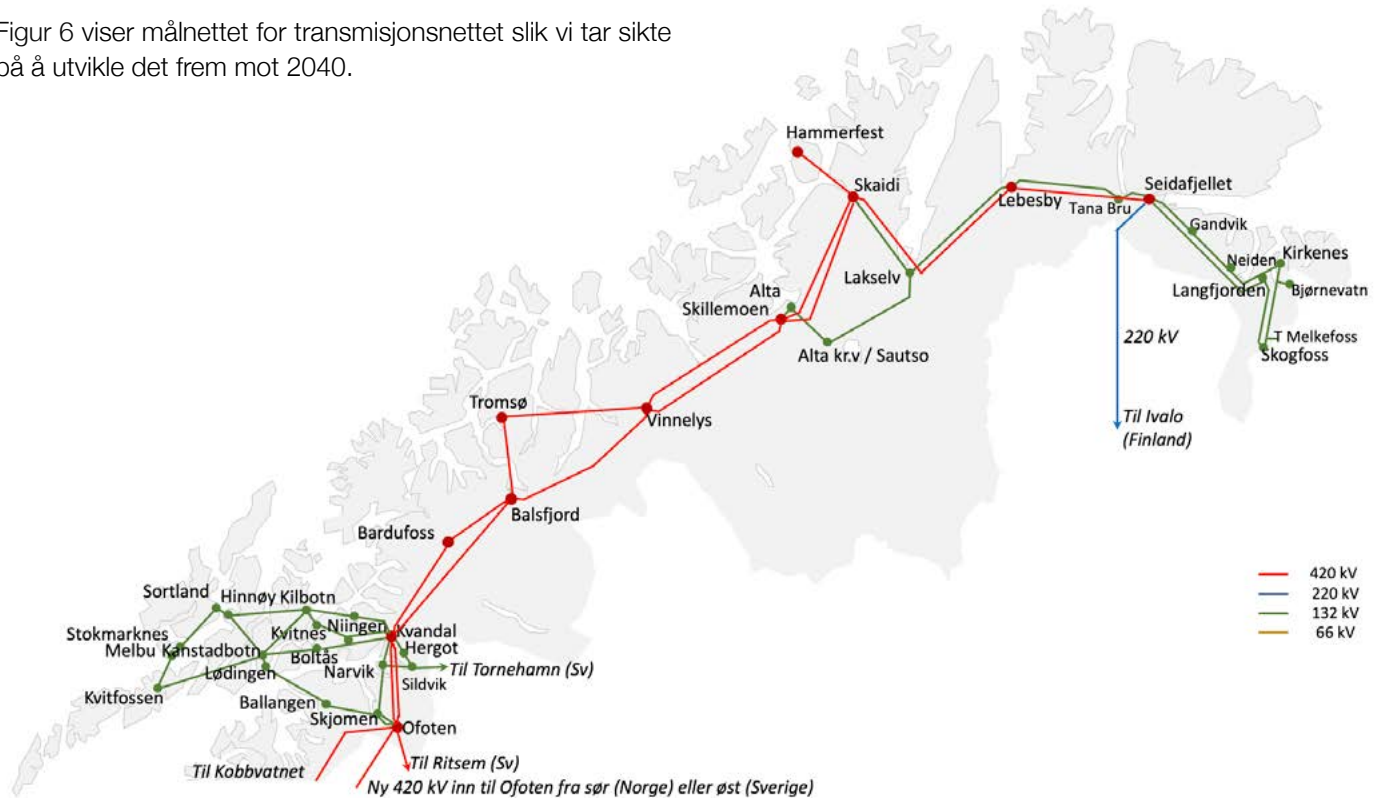 Figur 6 viser målnettet for transmisjonsnettet slik vi tar sikte
på å utvikle det frem mot 2040.
Hammerfest
Skaidi
Lebesby
Tana Bru
Seidafjellet
Gandvik
Neiden
Kirkenes
Langfjorden
Bjørnevatn
T Melkefoss
Skogfoss
Lakselv
Alta
Skillemoen
Alta kr.v / Sautso
220 kV
Til Ivalo
(Finland)
Tromsø
Vinnelys
Balsfjord
Bardufoss
Sortland
Hinnøy
Kilbotn
Stokmarknes
Melbu
Kanstadbotn
Kvitnes
Niingen
Kvandal
Hergot
Boltås
Lødingen
Narvik
Sildvik
Til Tornehamn (Sv)
Kvitfossen
Ballangen
Skjomen
Ofoten
Til Kobbvatnet
Til Ritsem (Sv)
Ny 420 kV inn til Ofoten fra sør (Norge) eller øst (Sverige)
420 kV
220 kV
132 kV
66 kV